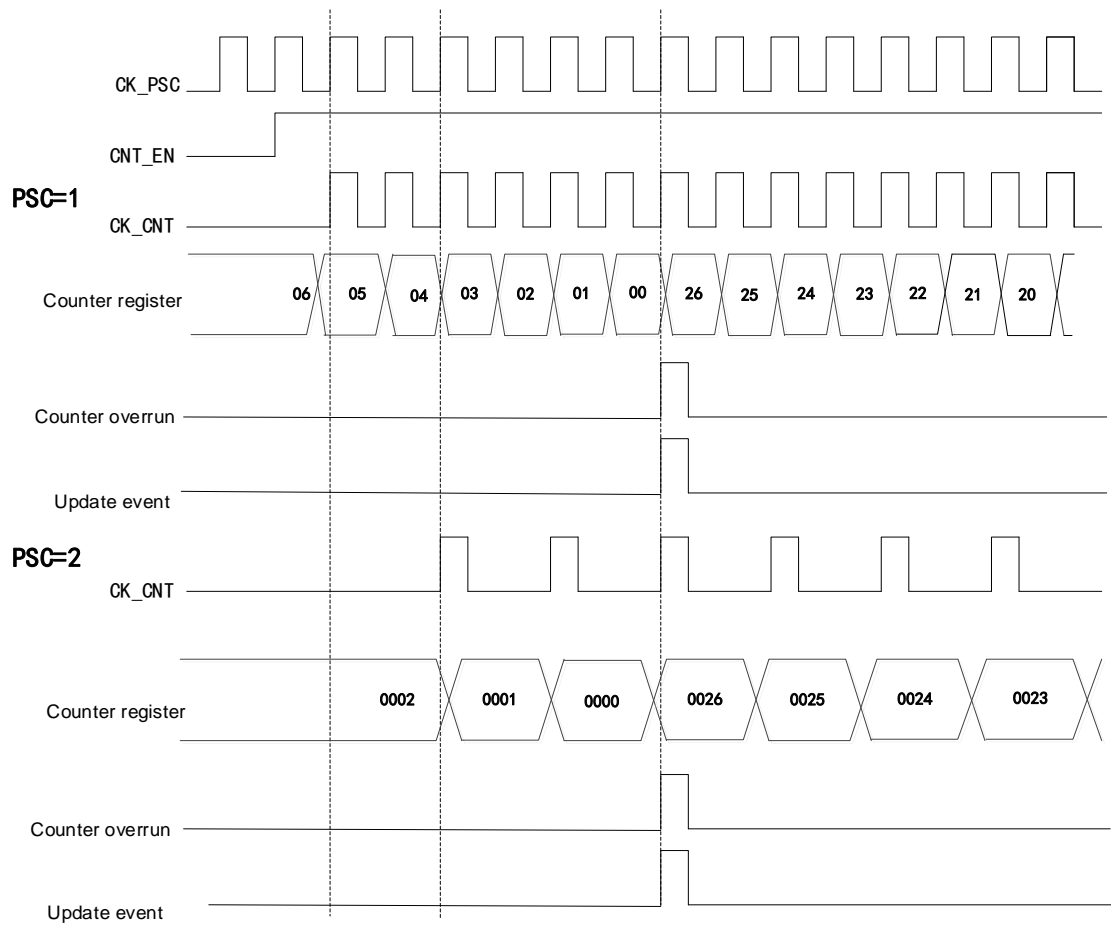 CK_PSC
CNT_EN
PSC=1
CK_CNT
Counter register 06 05 04 03 02 01 00 26 25 24 23 22 21 20
Counter overrun
Update event
PSC=2
CK_CNT
Counter register 0002 0001 0000 0026 0025 0024 0023
Counter overrun
Update event